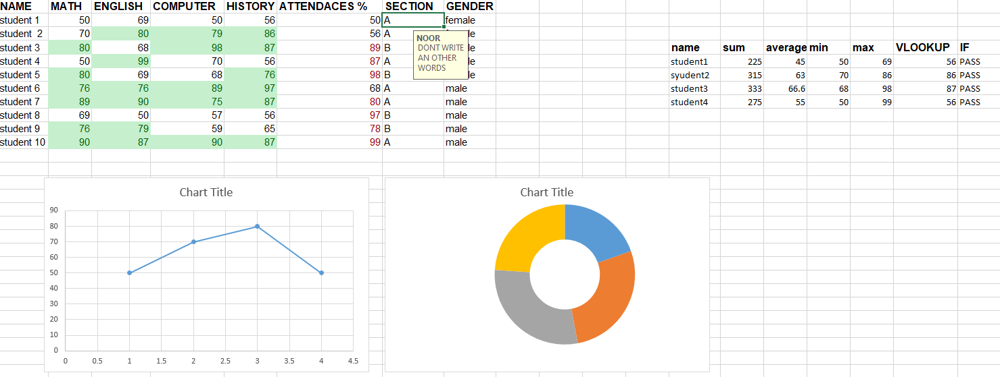 NAME MATH ENGLISH COMPUTER HISTORY ATTENDACES % SECTION GENDER
student 1 50 69 50 56 50 A female
student 2 70 80 79 86 56 A le
student 3 80 68 98 87 89 B le
student 4 50 99 70 56 87 A le
student 5 80 69 68 76 98 B le
student 6 76 76 89 97 68 A male
student 7 89 90 75 87 80 A male
student 8 69 50 57 56 97 B male
student 9 76 79 59 65 78 B male
student 10 90 87 90 87 99 A male
NOOR
DONT WRITE
AN OTHER
WORDS
name sum average min max VLOOKUP IF
student1 225 45 50 69 56 PASS
syudent2 315 63 70 86 86 PASS
student3 333 66.6 68 98 87 PASS
student4 275 55 50 99 56 PASS
Chart Title
90
80
70
60
50
40
30
20
10
0
0 0.5 1 1.5 2 2.5 3 3.5 4 4.5
Chart Title